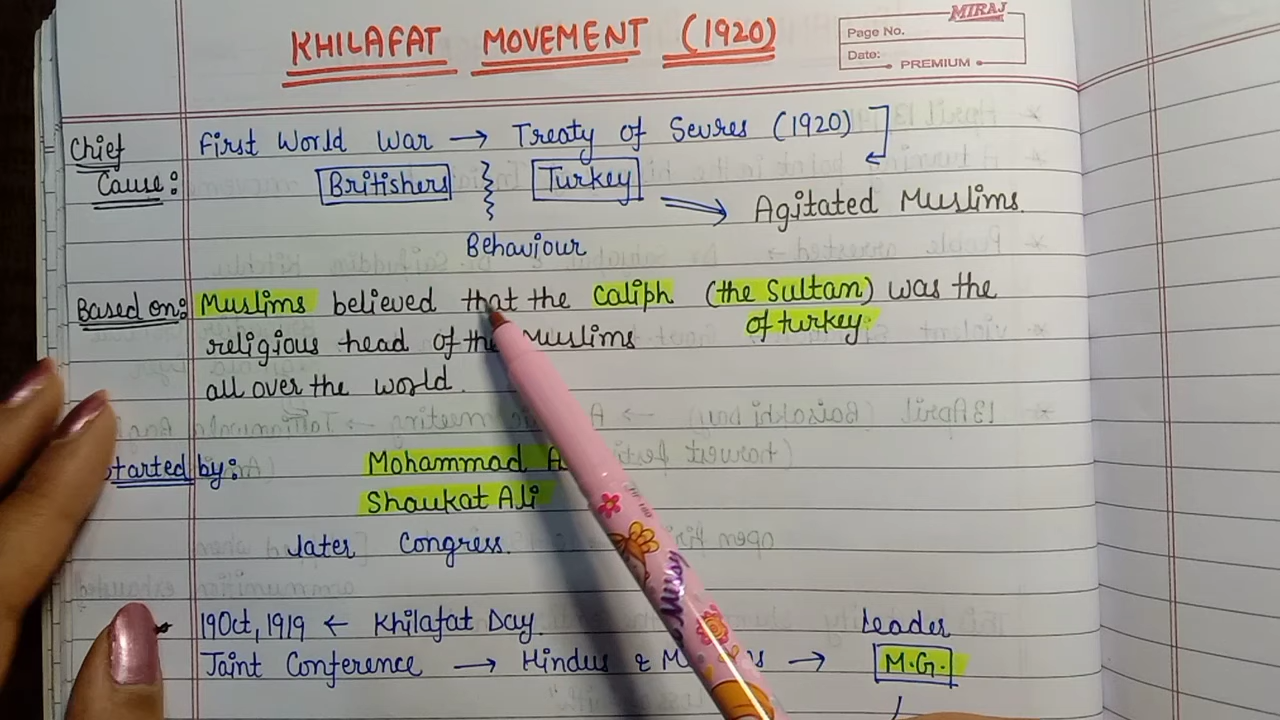 KHILAFAT MOVEMENT (1920)
MIRAJ
Page No.
Date:
PREMIUM
Chief Cause:
First World War → Treaty of Sevres (1920)
Britishers Turkey
Agitated Muslims.
Behaviour
Based on: Muslims believed that the Caliph (the Sultan) was the
of turkey
religious head of the Muslims
all over the world.
Started by: Mohammad
Shaukat Ali
later Congress.
19 Oct, 1919 ← Khilafat Day.
Leader
Joint Conference → Hindus & → M.G.